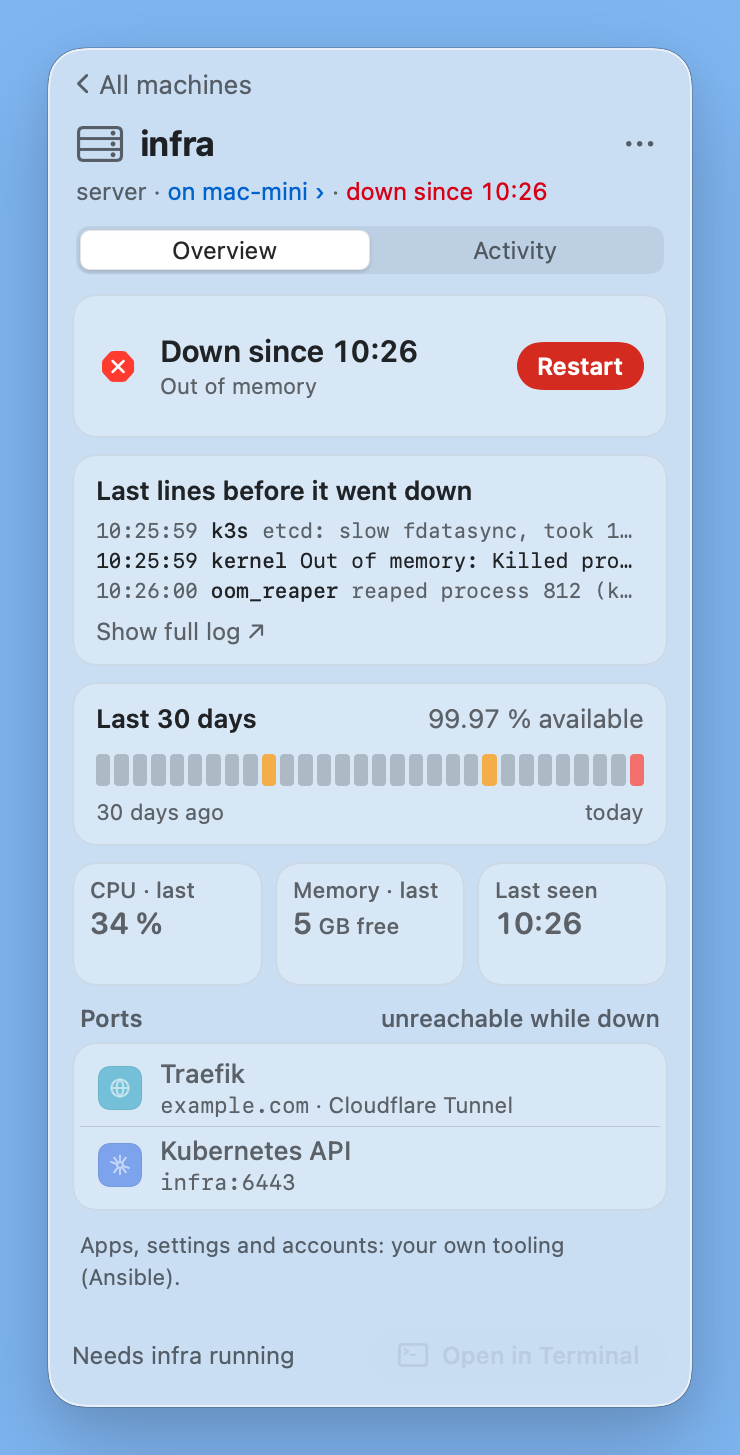 All machines
infra
server · on mac-mini › · down since 10:26
Overview
Activity
Down since 10:26
Out of memory
Restart
Last lines before it went down
10:25:59 k3s etcd: slow fdatasync, took 1…
10:25:59 kernel Out of memory: Killed pro…
10:26:00 oom_reaper reaped process 812 (k…
Show full log ↗
Last 30 days
99.97 % available
30 days ago
today
CPU · last
34 %
Memory · last
5 GB free
Last seen
10:26
Ports
unreachable while down
Traefik
example.com · Cloudflare Tunnel
Kubernetes API
infra:6443
Apps, settings and accounts: your own tooling
(Ansible).
Needs infra running
Open in Terminal